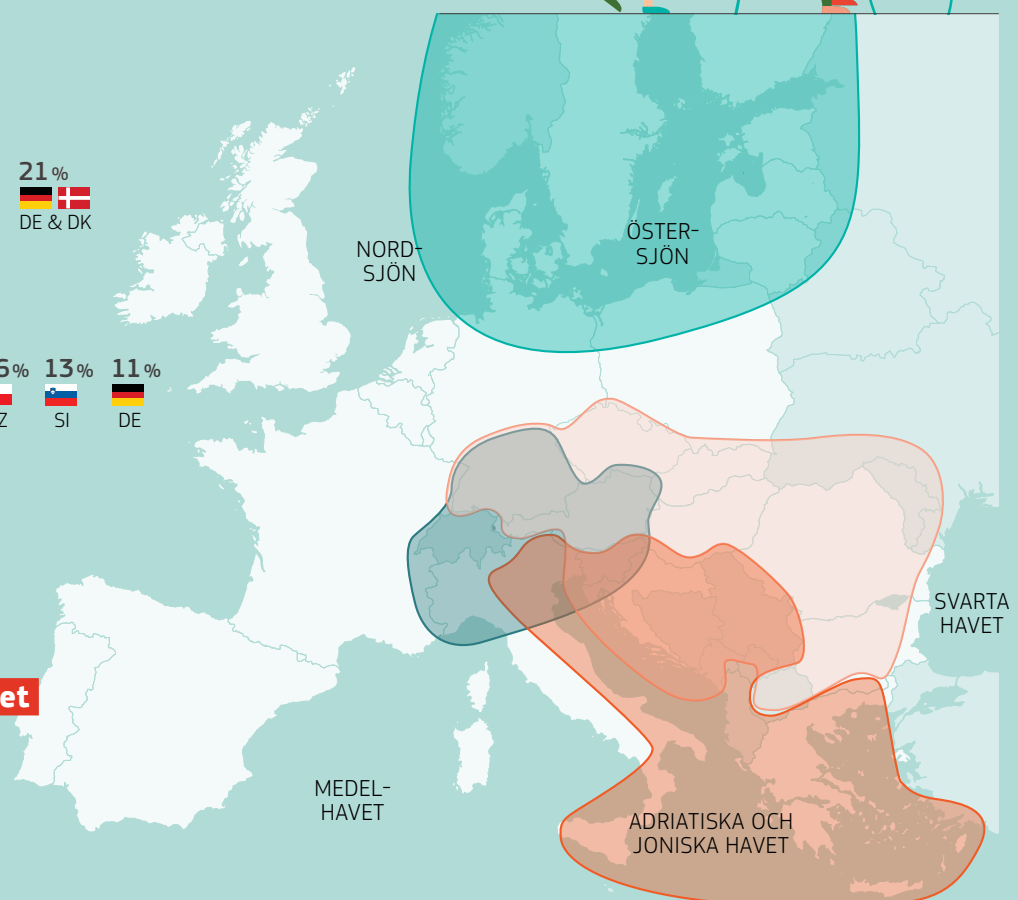 21%
DE & DK
NORD-
SJÖN
ÖSTER-
SJÖN
13% 11%
SI DE
SVARTA
HAVET
MEDEL-
HAVET
ADRIATISKA OCH
JONISKA HAVET